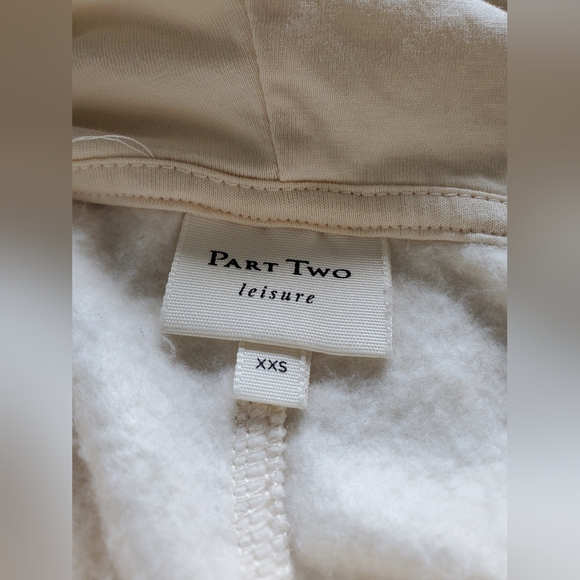 PART TWO
leisure
XXS